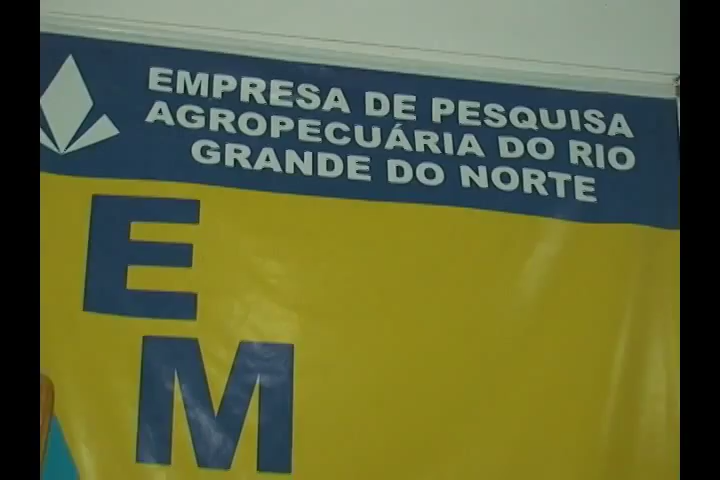 EMPRESA DE PESQUISA
AGROPECUÁRIA DO RIO
GRANDE DO NORTE
E
M